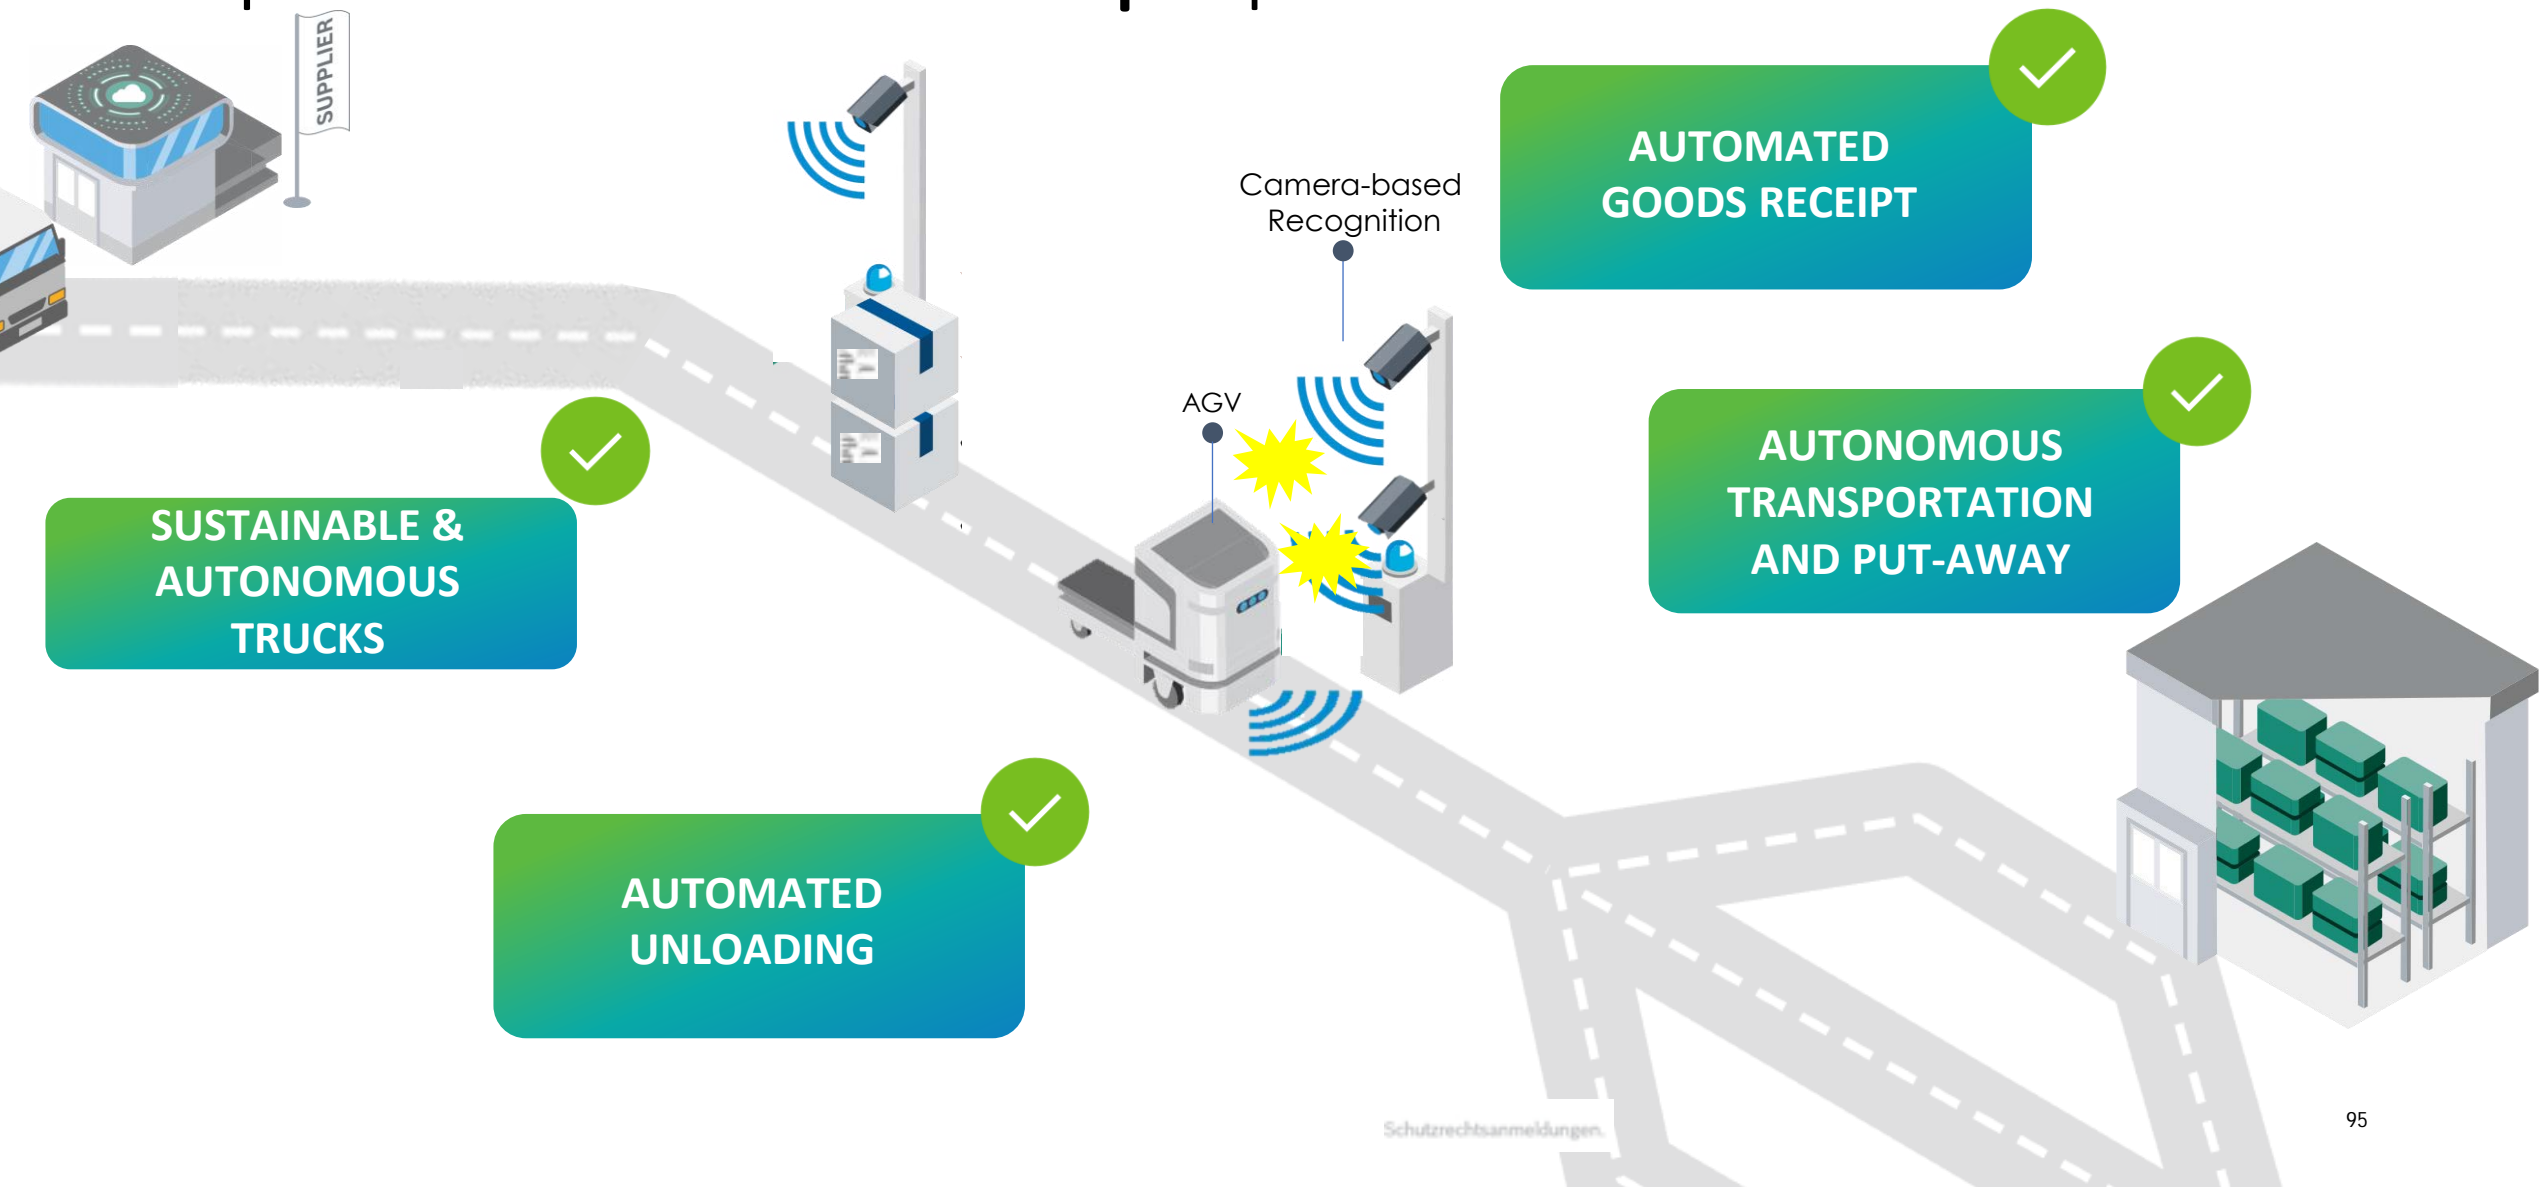 SUPPLIER
Camera-based
Recognition
AUTOMATED
GOODS RECEIPT
AGV
AUTONOMOUS
TRANSPORTATION
AND PUT-AWAY
SUSTAINABLE &
AUTONOMOUS
TRUCKS
AUTOMATED
UNLOADING
Schutzrechtsanmeldungen.
95